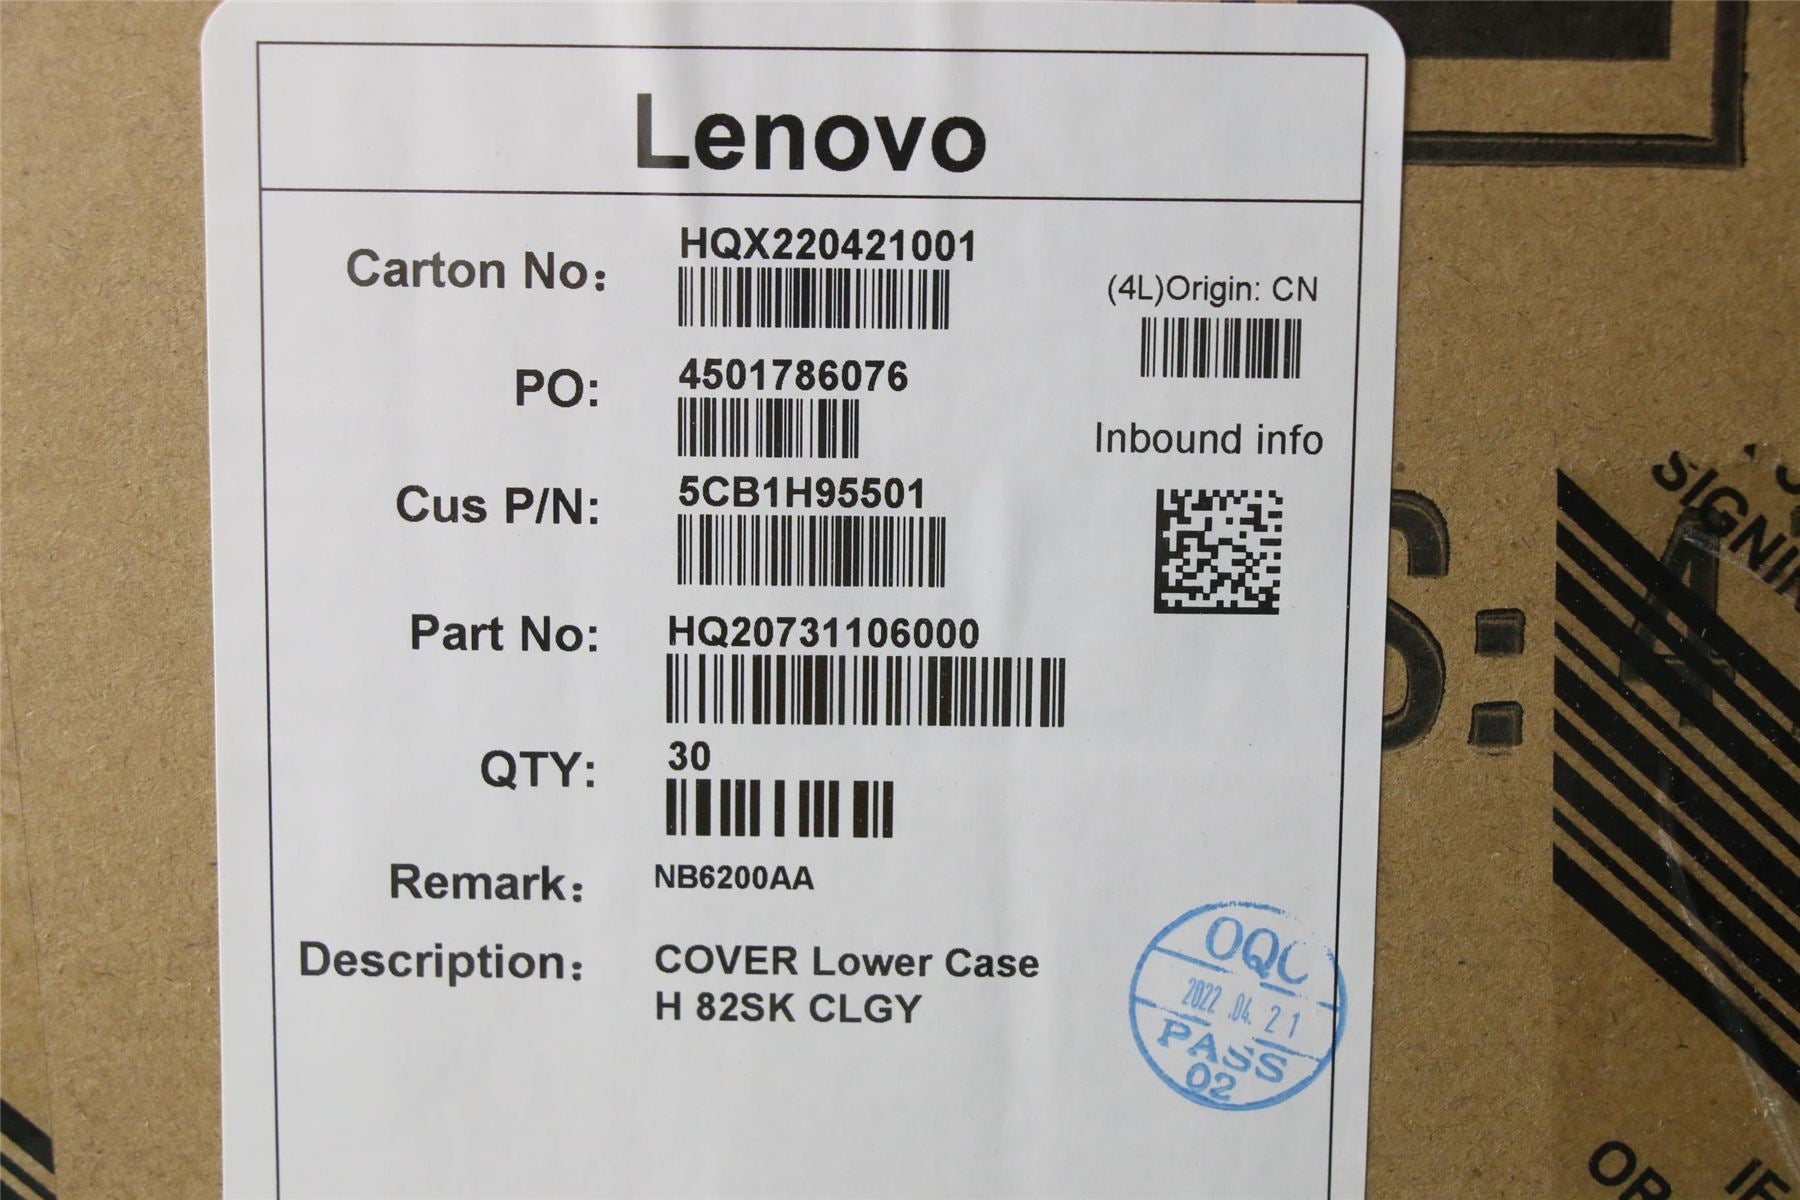 Lenovo
Carton No: HQX220421001
(4L)Origin: CN
PO: 4501786076
Inbound info
Cus P/N: 5CB1H95501
Part No: HQ20731106000
QTY: 30
Remark: NB6200AA
Description: COVER Lower Case
H 82SK CLGY
OQC
2022.04.21
PASS
02
S: